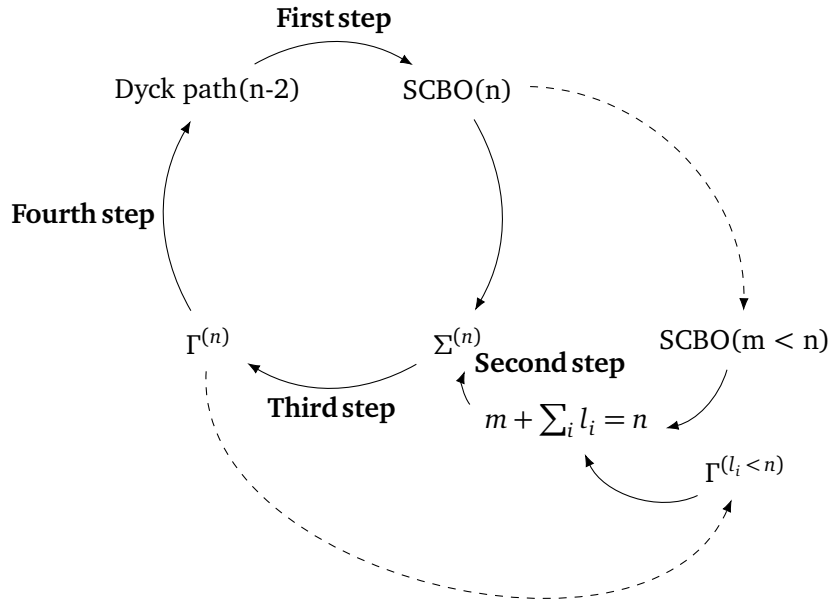 First step
Dyck path(n-2)
SCBO(n)
Fourth step
Γ^{(n)}
Σ^{(n)}
SCBO(m < n)
Second step
Third step
m + ∑_i l_i = n
Γ^{(l_i < n)}